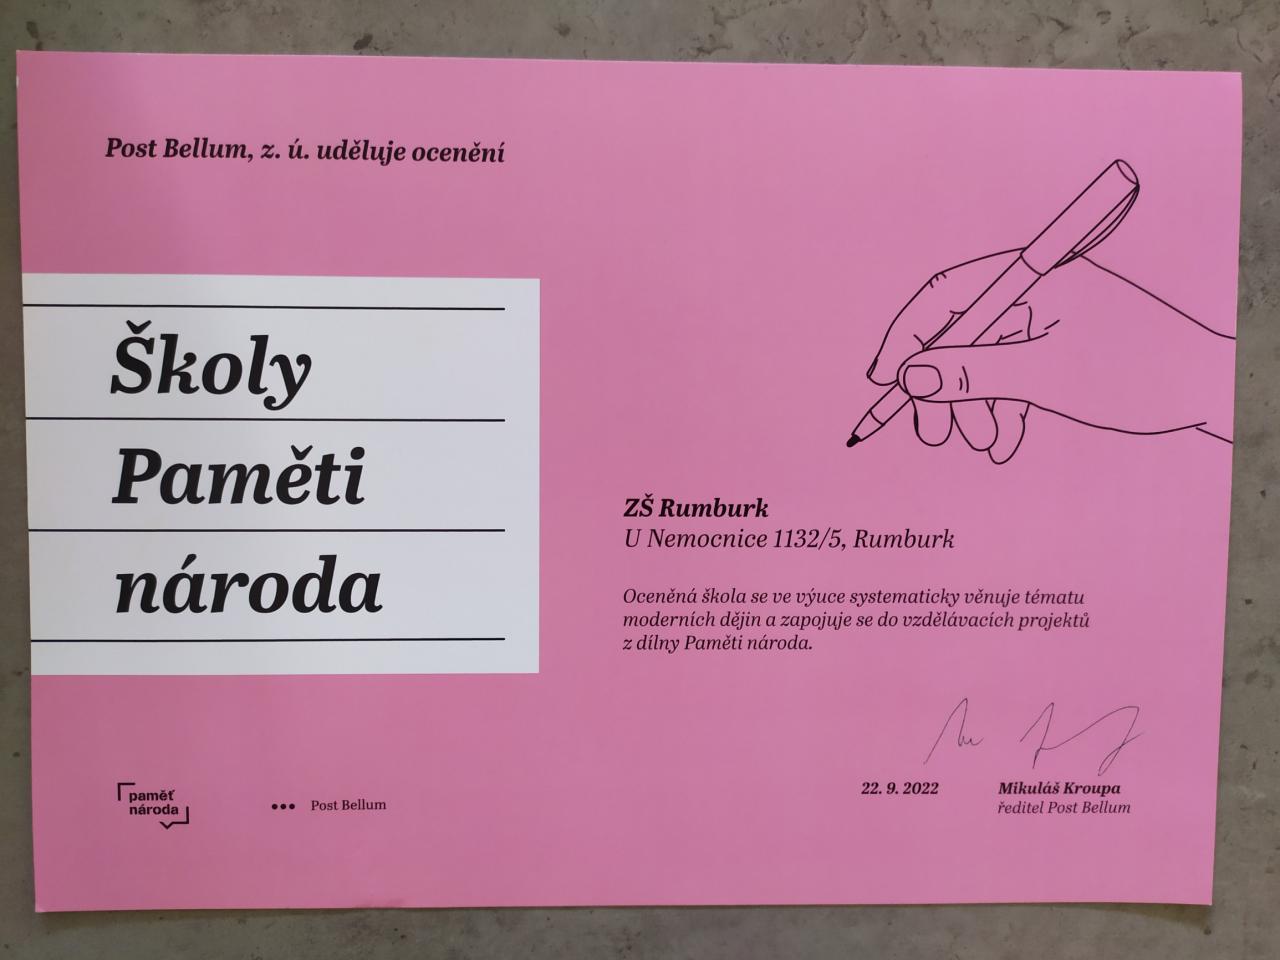 Post Bellum, z. ú. uděluje ocenění
Školy
Paměti
národa
ZŠ Rumburk
U Nemocnice 1132/5, Rumburk
Oceněná škola se ve výuce systematicky věnuje tématu
moderních dějin a zapojuje se do vzdělávacích projektů
z dílny Paměti národa.
22. 9. 2022
Mikuláš Kroupa
ředitel Post Bellum
paměť
národa
Post Bellum